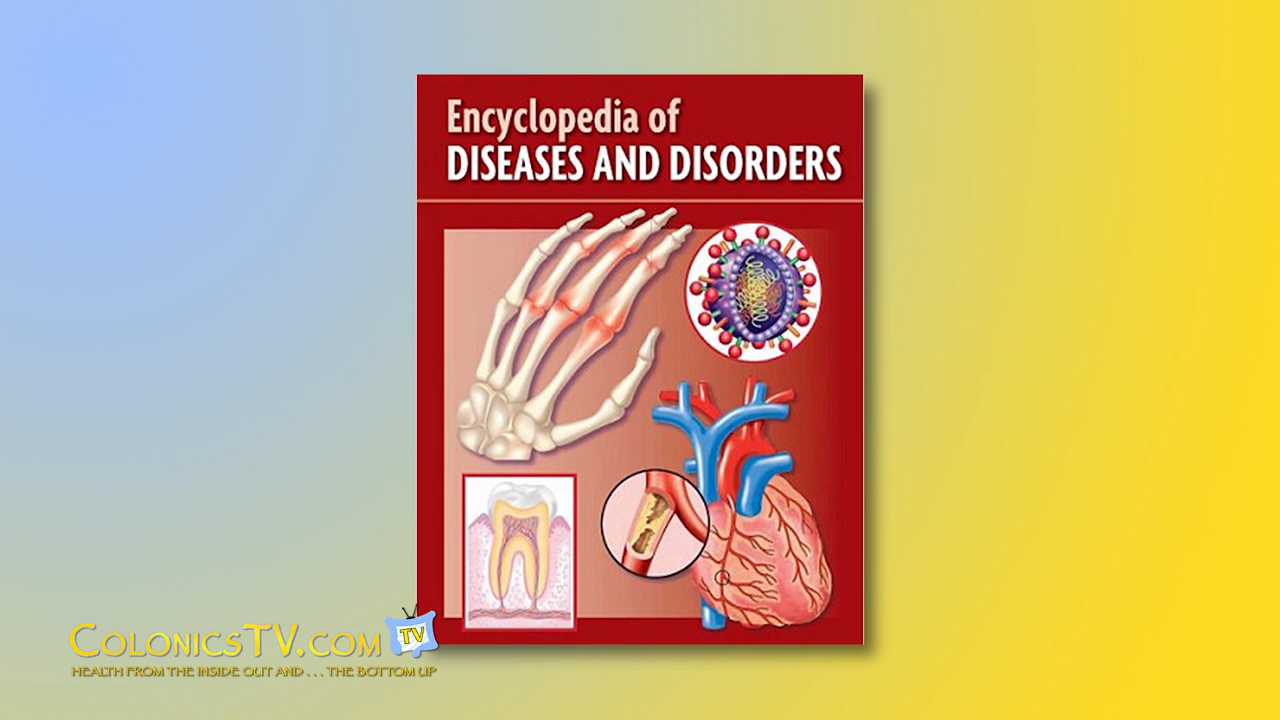 Encyclopedia of
DISEASES AND DISORDERS
COLONICSTV.COM
TV
HEALTH FROM THE INSIDE OUT AND . . . THE BOTTOM UP